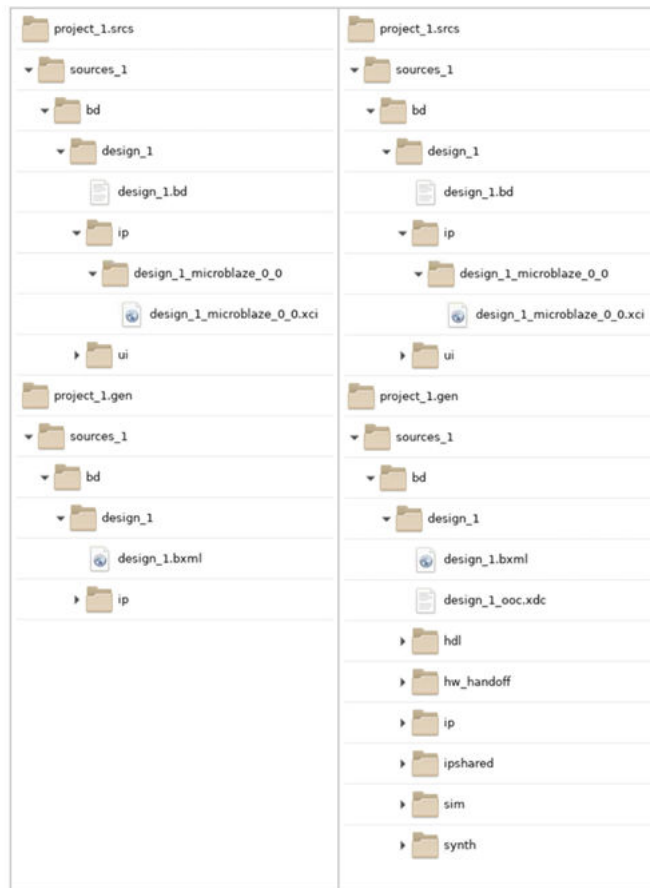 project_1.srcs
sources_1
bd
design_1
design_1.bd
ip
design_1_microblaze_0_0
design_1_microblaze_0_0.xci
ui
project_1.gen
sources_1
bd
design_1
design_1.bxml
ip
project_1.srcs
sources_1
bd
design_1
design_1.bd
ip
design_1_microblaze_0_0
design_1_microblaze_0_0.xci
ui
project_1.gen
sources_1
bd
design_1
design_1.bxml
design_1_ooc.xdc
hdl
hw_handoff
ip
ipshared
sim
synth